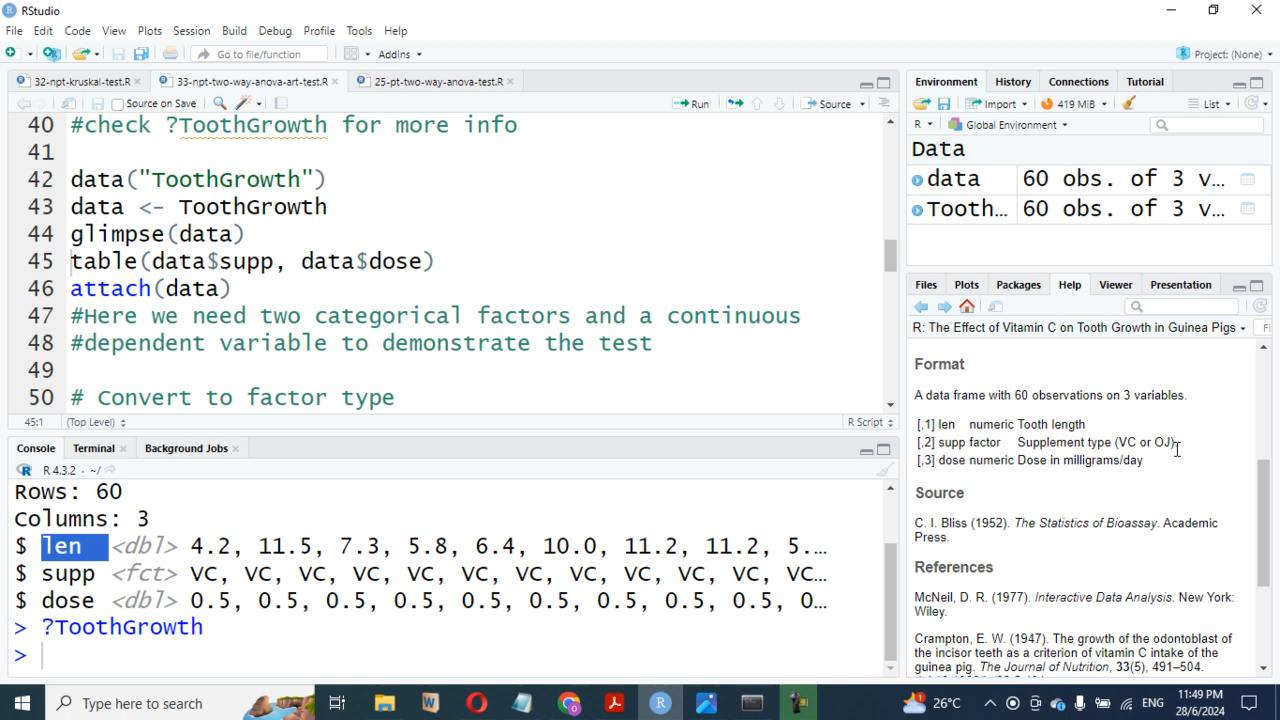 RStudio
File Edit Code View Plots Session Build Debug Profile Tools Help
Go to file/function Addins Project: (None)
32-npt-kruskal-test.R 33-npt-two-way-anova-art-test.R 25-pt-two-way-anova-test.R
Source on Save Run Source
40 #check ?ToothGrowth for more info
41
42 data("ToothGrowth")
43 data <- ToothGrowth
44 glimpse(data)
45 table(data$supp, data$dose)
46 attach(data)
47 #Here we need two categorical factors and a continuous
48 #dependent variable to demonstrate the test
49
50 # Convert to factor type
45:1 (Top Level) R Script
Console Terminal Background Jobs
R 4.3.2 · ~/
Rows: 60
Columns: 3
$ len <dbl> 4.2, 11.5, 7.3, 5.8, 6.4, 10.0, 11.2, 11.2, 5.…
$ supp <fct> VC, VC, VC, VC, VC, VC, VC, VC, VC, VC, VC, VC…
$ dose <dbl> 0.5, 0.5, 0.5, 0.5, 0.5, 0.5, 0.5, 0.5, 0.5, 0…
> ?ToothGrowth
>
Environment History Connections Tutorial
Import 419 MiB List
R Global Environment
Data
data 60 obs. of 3 v…
Tooth… 60 obs. of 3 v…
Files Plots Packages Help Viewer Presentation
R: The Effect of Vitamin C on Tooth Growth in Guinea Pigs Fi
Format
A data frame with 60 observations on 3 variables.
[,1] len numeric Tooth length
[,2] supp factor Supplement type (VC or OJ).
[,3] dose numeric Dose in milligrams/day
Source
C. I. Bliss (1952). The Statistics of Bioassay. Academic
Press.
References
McNeil, D. R. (1977). Interactive Data Analysis. New York:
Wiley.
Crampton, E. W. (1947). The growth of the odontoblast of
the incisor teeth as a criterion of vitamin C intake of the
guinea pig. The Journal of Nutrition, 33(5), 491–504.
Type here to search
26°C ENG
11:49 PM
28/6/2024